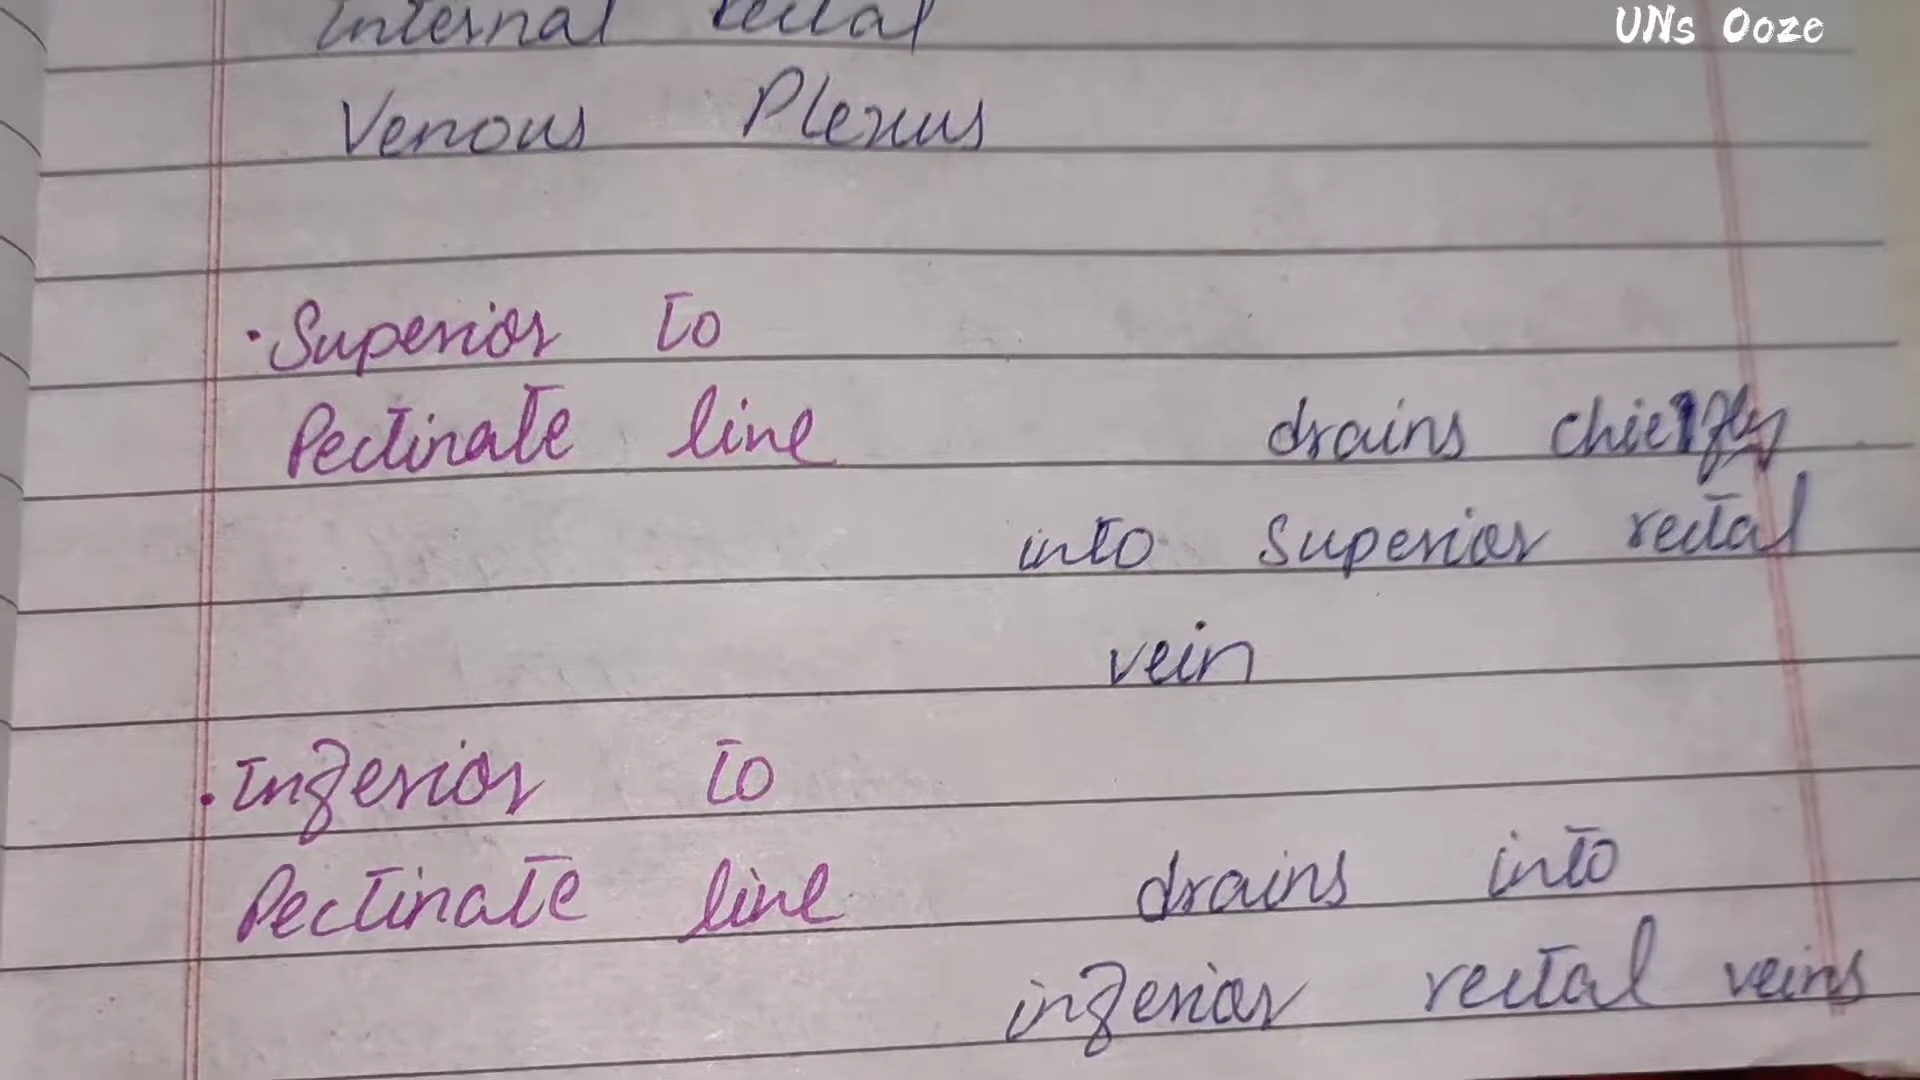 UNs Ooze
Internal rectal
Venous Plexus
• Superior to
Pectinate line drains chiefly
into Superior rectal
vein
• Inferior to
Pectinate line drains into
inferior rectal veins